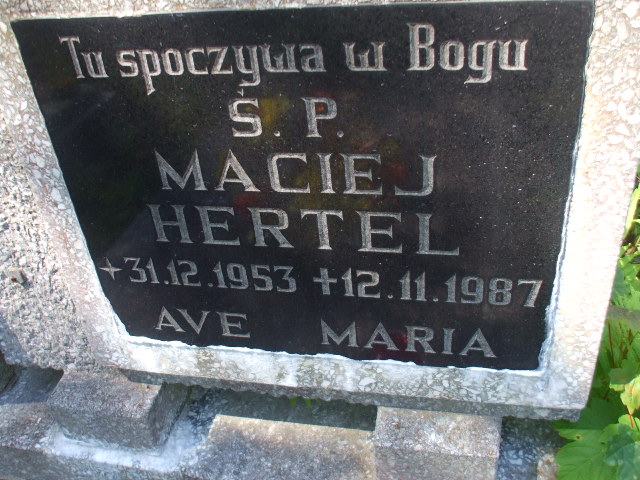 Tu spoczywa w Bogu
Ś. P.
MACIEJ
HERTEL
+31.12.1953 +12.11.1987
AVE MARIA